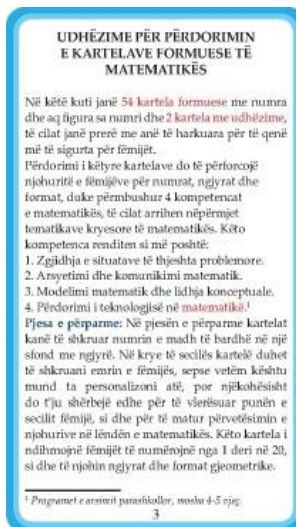 UDHËZIME PËR PËRDORIMIN
E KARTELAVE FORMUESE TË
MATEMATIKËS
Në këtë kuti janë 54 kartela formuese me numra
dhe aq figura sa numri dhe 2 kartela me udhëzime,
të cilat janë prerë me anë të harkuara për të qenë
më të sigurta për fëmijët.
Përdorimi i këtyre kartelave do të përforcojë
njohuritë e fëmijëve për numrat, ngjyrat dhe
format, duke përmbushur 4 kompetencat
e matematikës, të cilat arrihen nëpërmjet
tematikave kryesore të matematikës. Këto
kompetenca renditen si më poshtë:
1. Zgjidhja e situatave të thjeshta problemore.
2. Arsyetimi dhe komunikimi matematik.
3. Modelimi matematik dhe lidhja konceptuale.
4. Përdorimi i teknologjisë në matematikë.¹
Pjesa e përparme: Në pjesën e përparme kartelat
kanë të shkruar numrin e madh të bardhë në një
sfond me ngjyrë. Në krye të secilës kartelë duhet
të shkruani emrin e fëmijës, sepse vetëm kështu
mund ta personalizoni atë, por njëkohësisht
do t'ju shërbejë edhe për të vlerësuar punën e
secilit fëmijë, si dhe për të matur përvetësimin e
njohurive në lëndën e matematikës. Këto kartela i
ndihmojnë fëmijët të numërojnë nga 1 deri në 20,
si dhe të njohin ngjyrat dhe format gjeometrike.
¹ Programet e arsimit parashkollor, mosha 4-5 vjeç.
3